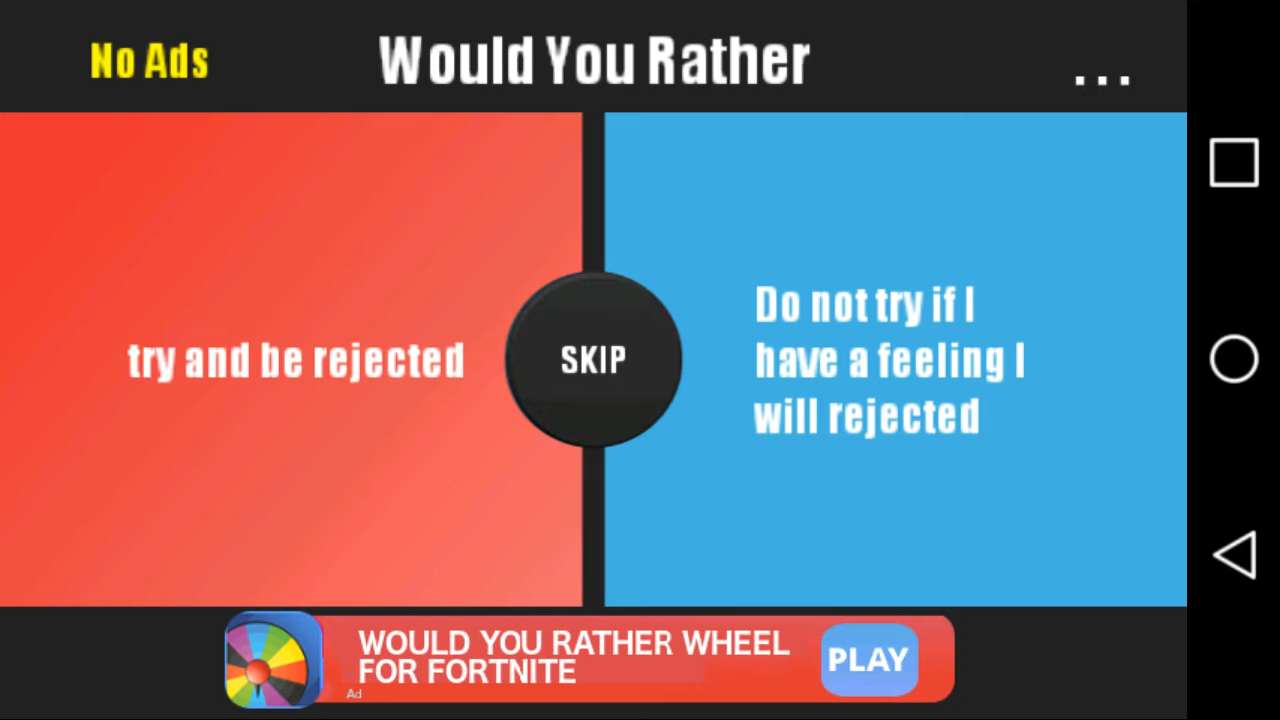 No Ads
Would You Rather
...
try and be rejected
SKIP
Do not try if I
have a feeling I
will rejected
WOULD YOU RATHER WHEEL
FOR FORTNITE
PLAY
Ad